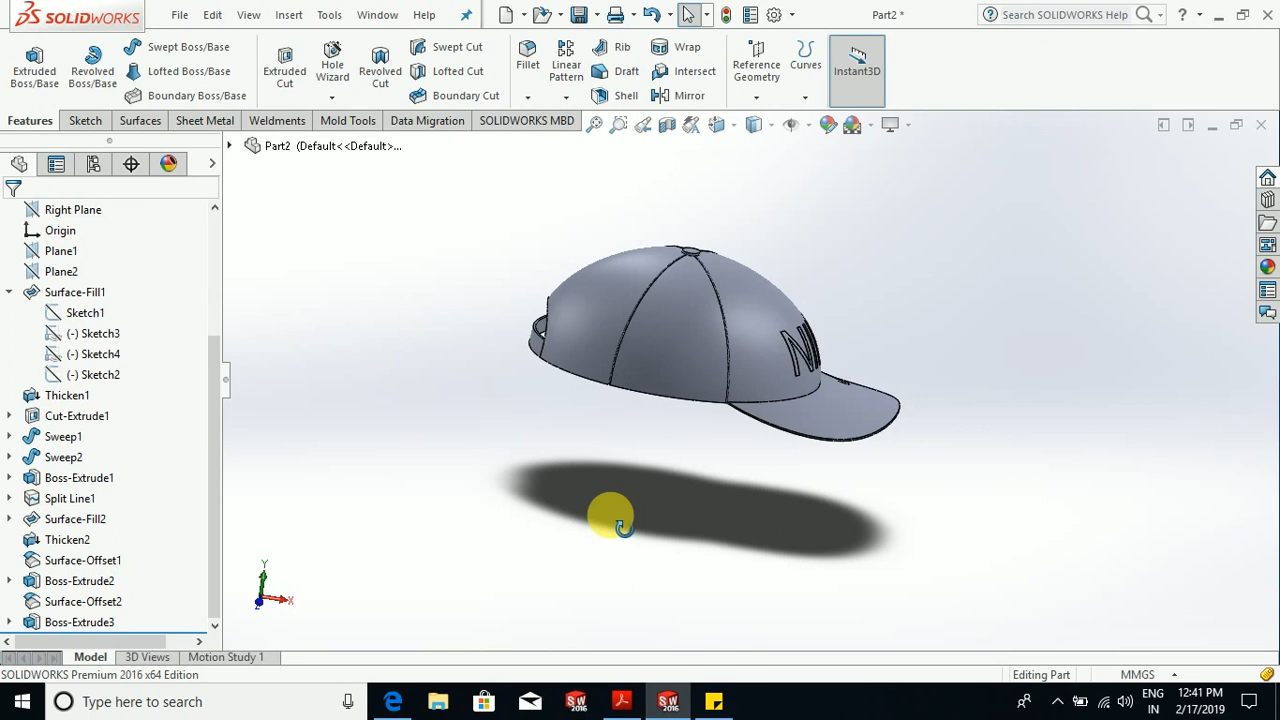 SOLIDWORKS
File Edit View Insert Tools Window Help
Part2 *
Search SOLIDWORKS Help
?
Extruded Boss/Base
Revolved Boss/Base
Swept Boss/Base
Lofted Boss/Base
Boundary Boss/Base
Extruded Cut
Hole Wizard
Revolved Cut
Swept Cut
Lofted Cut
Boundary Cut
Fillet
Linear Pattern
Rib
Draft
Shell
Wrap
Intersect
Mirror
Reference Geometry
Curves
Instant3D
Features Sketch Surfaces Sheet Metal Weldments Mold Tools Data Migration SOLIDWORKS MBD
Part2 (Default<<Default>...
Right Plane
Origin
Plane1
Plane2
Surface-Fill1
Sketch1
(-) Sketch3
(-) Sketch4
(-) Sketch2
Thicken1
Cut-Extrude1
Sweep1
Sweep2
Boss-Extrude1
Split Line1
Surface-Fill2
Thicken2
Surface-Offset1
Boss-Extrude2
Surface-Offset2
Boss-Extrude3
Y
X
Z
Model 3D Views Motion Study 1
SOLIDWORKS Premium 2016 x64 Edition
Editing Part
MMGS
Type here to search
SW 2016
SW 2016
ENG
IN
12:41 PM
2/17/2019